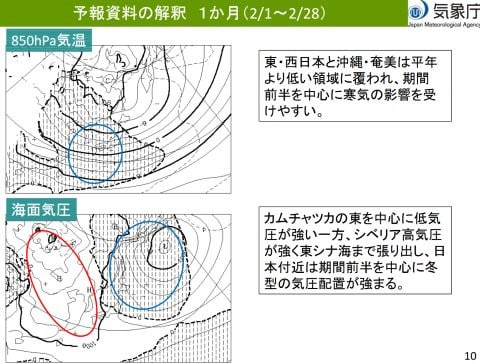 予報資料の解釈 1か月(2/1～2/28)
気象庁
Japan Meteorological Agency
850hPa気温
東・西日本と沖縄・奄美は平年
より低い領域に覆われ、期間
前半を中心に寒気の影響を受
けやすい。
海面気圧
カムチャツカの東を中心に低気
圧が強い一方、シベリア高気圧
が強く東シナ海まで張り出し、日
本付近は期間前半を中心に冬
型の気圧配置が強まる。
10